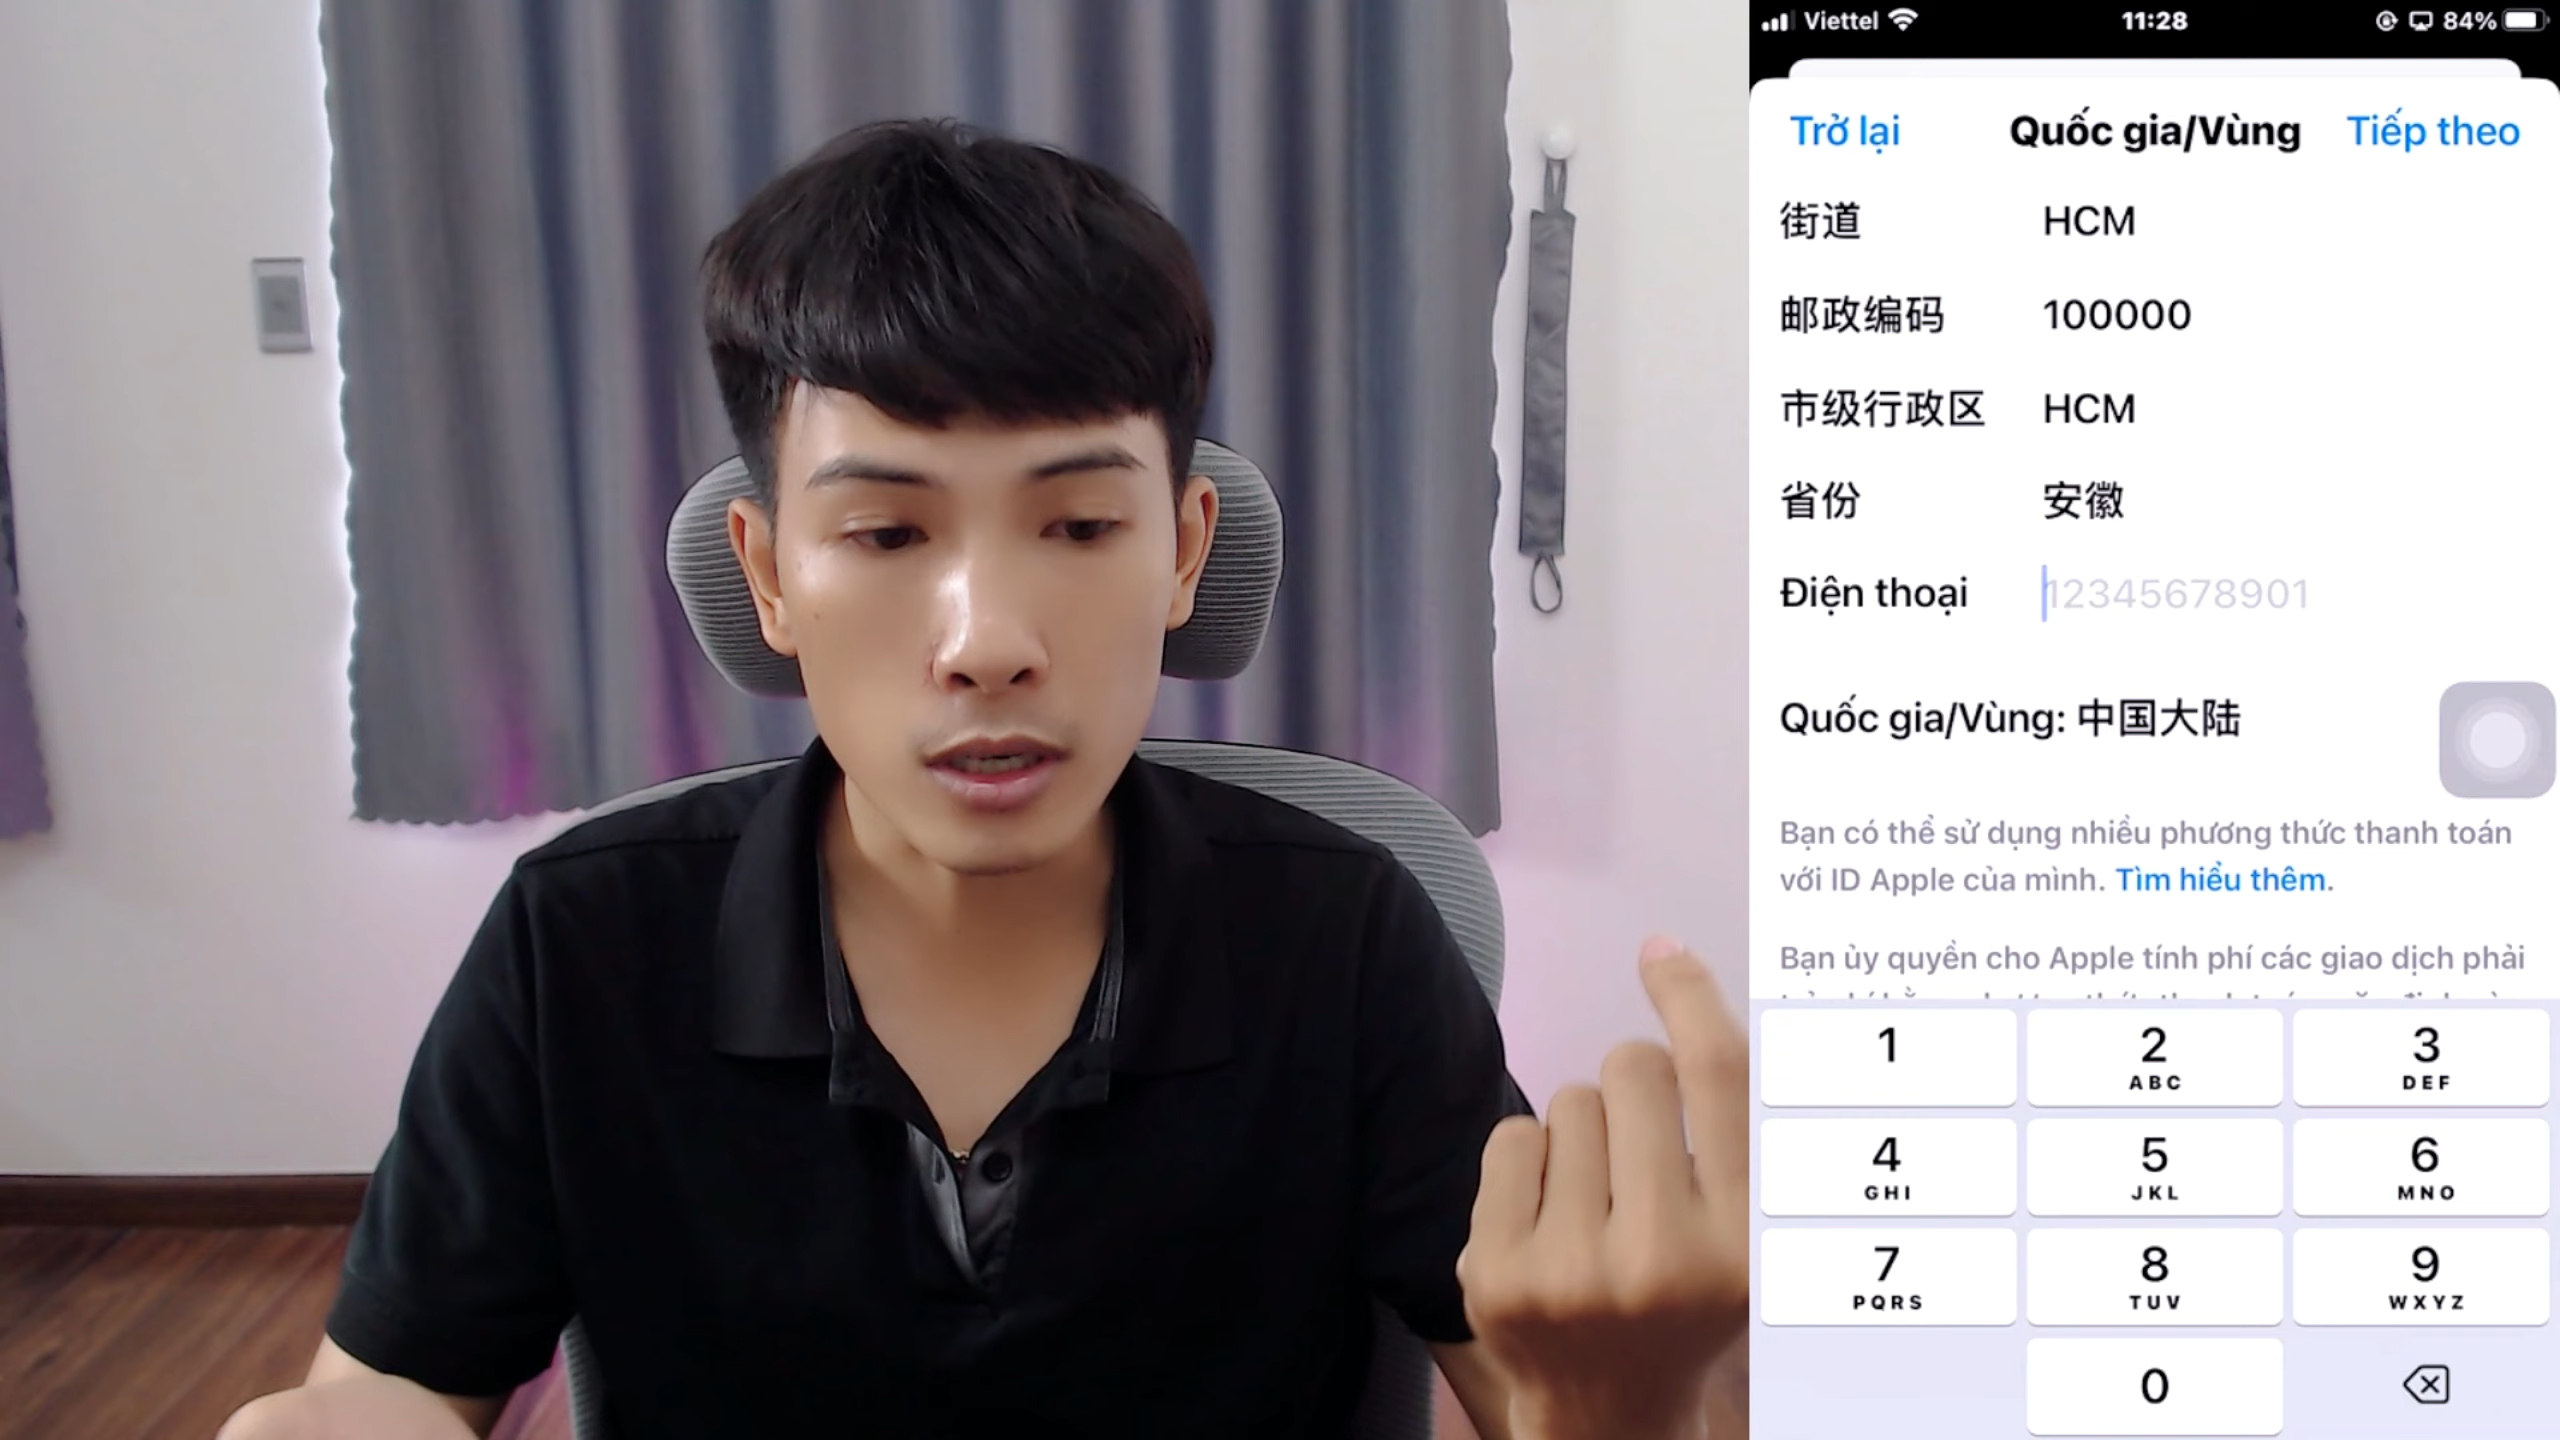 Viettel
11:28
84%
Trở lại
Quốc gia/Vùng
Tiếp theo
街道 HCM
邮政编码 100000
市级行政区 HCM
省份 安徽
Điện thoại 12345678901
Quốc gia/Vùng: 中国大陆
Bạn có thể sử dụng nhiều phương thức thanh toán
với ID Apple của mình. Tìm hiểu thêm.
Bạn ủy quyền cho Apple tính phí các giao dịch phải
1
2
ABC
3
DEF
4
GHI
5
JKL
6
MNO
7
PQRS
8
TUV
9
WXYZ
0